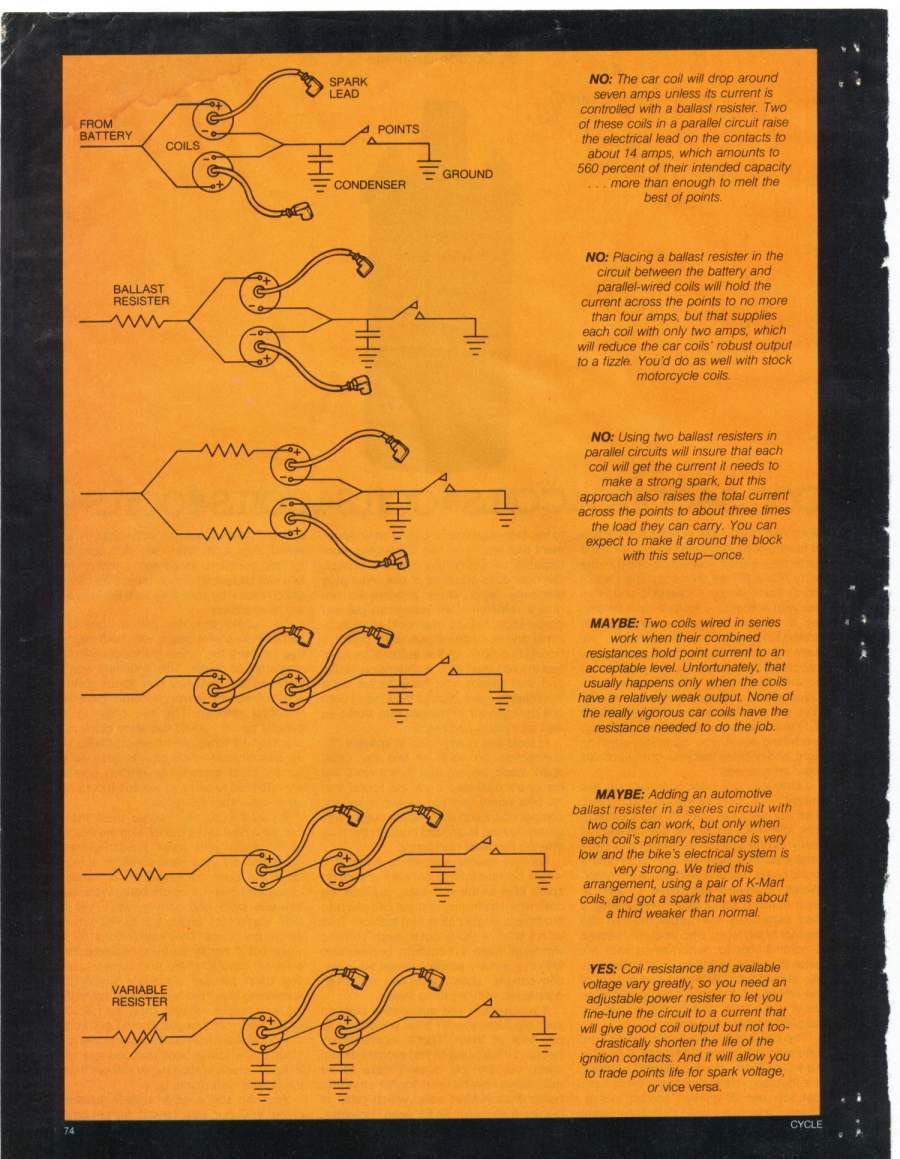 SPARK
LEAD
FROM
BATTERY
COILS
POINTS
CONDENSER
GROUND
NO: The car coil will drop around
seven amps unless its current is
controlled with a ballast resister. Two
of these coils in a parallel circuit raise
the electrical lead on the contacts to
about 14 amps, which amounts to
560 percent of their intended capacity
. . . more than enough to melt the
best of points.
BALLAST
RESISTER
NO: Placing a ballast resister in the
circuit between the battery and
parallel-wired coils will hold the
current across the points to no more
than four amps, but that supplies
each coil with only two amps, which
will reduce the car coils' robust output
to a fizzle. You'd do as well with stock
motorcycle coils.
NO: Using two ballast resisters in
parallel circuits will insure that each
coil will get the current it needs to
make a strong spark, but this
approach also raises the total current
across the points to about three times
the load they can carry. You can
expect to make it around the block
with this setup—once.
MAYBE: Two coils wired in series
work when their combined
resistances hold point current to an
acceptable level. Unfortunately, that
usually happens only when the coils
have a relatively weak output. None of
the really vigorous car coils have the
resistance needed to do the job.
MAYBE: Adding an automotive
ballast resister in a series circuit with
two coils can work, but only when
each coil's primary resistance is very
low and the bike's electrical system is
very strong. We tried this
arrangement, using a pair of K-Mart
coils, and got a spark that was about
a third weaker than normal.
VARIABLE
RESISTER
YES: Coil resistance and available
voltage vary greatly, so you need an
adjustable power resister to let you
fine-tune the circuit to a current that
will give good coil output but not too-
drastically shorten the life of the
ignition contacts. And it will allow you
to trade points life for spark voltage,
or vice versa.
74
CYCLE